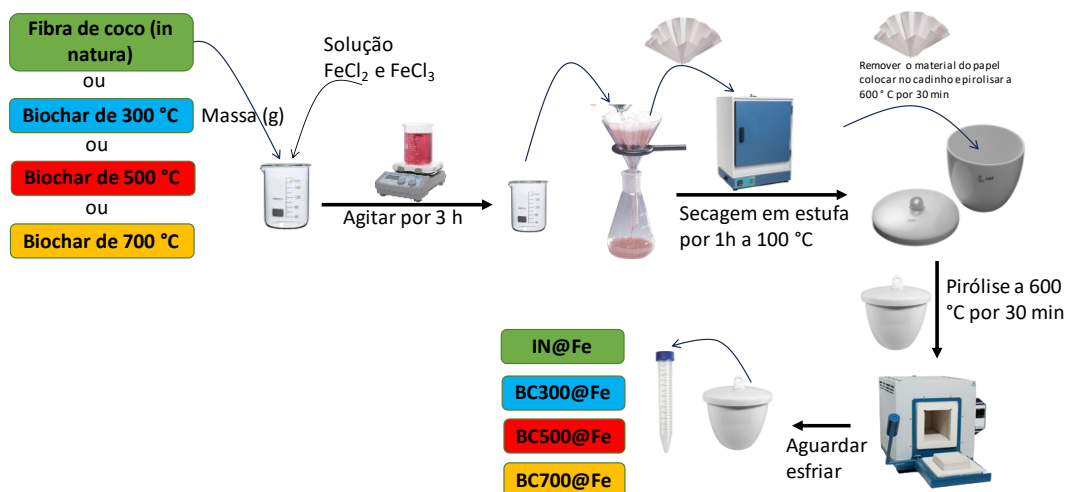 Fibra de coco (in
natura)
ou
Biochar de 300 °C
ou
Biochar de 500 °C
ou
Biochar de 700 °C
Massa (g)
Solução
FeCl₂ e FeCl₃
Agitar por 3 h
Secagem em estufa
por 1h a 100 °C
Remover o material do papel
colocar no cadinho e pirolisar a
600 ° C por 30 min
Pirólise a 600
°C por 30 min
Aguardar
esfriar
IN@Fe
BC300@Fe
BC500@Fe
BC700@Fe